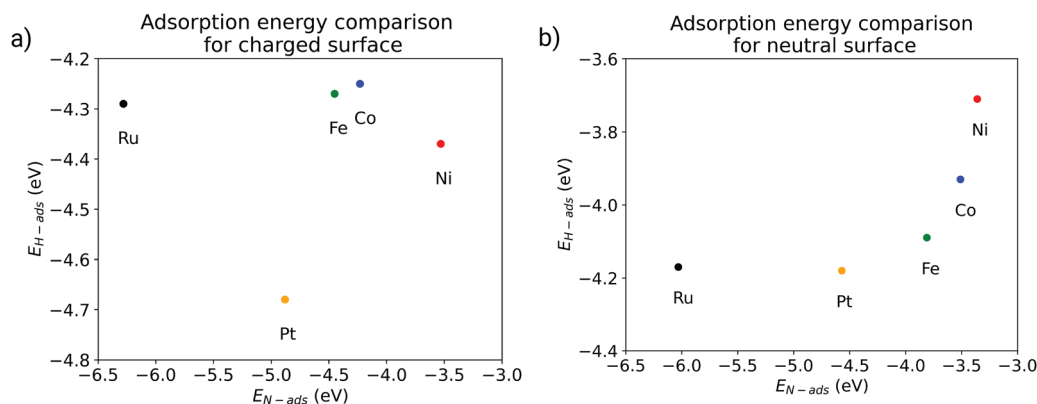 a)
Adsorption energy comparison
for charged surface
−4.2
−4.3
−4.4
−4.5
−4.6
−4.7
−4.8
E_{H−ads} (eV)
Ru
Fe
Co
Ni
Pt
−6.5 −6.0 −5.5 −5.0 −4.5 −4.0 −3.5 −3.0
E_{N−ads} (eV)
b)
Adsorption energy comparison
for neutral surface
−3.6
−3.8
−4.0
−4.2
−4.4
E_{H−ads} (eV)
Ni
Co
Fe
Ru
Pt
−6.5 −6.0 −5.5 −5.0 −4.5 −4.0 −3.5 −3.0
E_{N−ads} (eV)